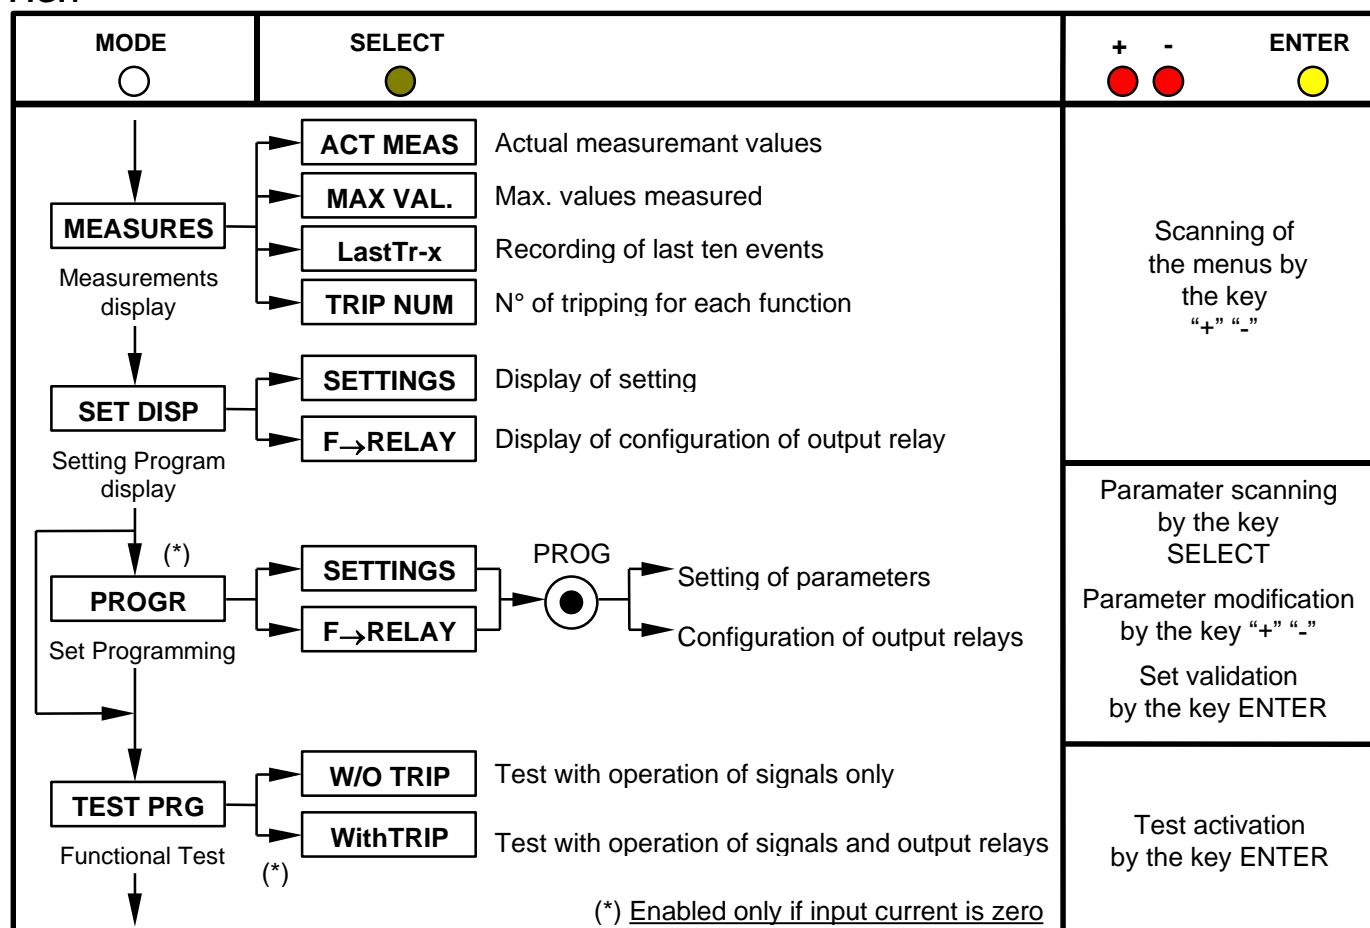 MODE
SELECT
+ -
ENTER
ACT MEAS Actual measuremant values
MAX VAL. Max. values measured
MEASURES
LastTr-x Recording of last ten events
Measurements
display
TRIP NUM N° of tripping for each function
Scanning of
the menus by
the key
“+” “-”
SETTINGS Display of setting
SET DISP
F→RELAY Display of configuration of output relay
Setting Program
display
(*)
SETTINGS
PROGR
F→RELAY
Set Programming
PROG
Setting of parameters
Configuration of output relays
Paramater scanning
by the key
SELECT
Parameter modification
by the key “+” “-”
Set validation
by the key ENTER
W/O TRIP Test with operation of signals only
TEST PRG
WithTRIP Test with operation of signals and output relays
Functional Test
(*)
Test activation
by the key ENTER
(*) Enabled only if input current is zero